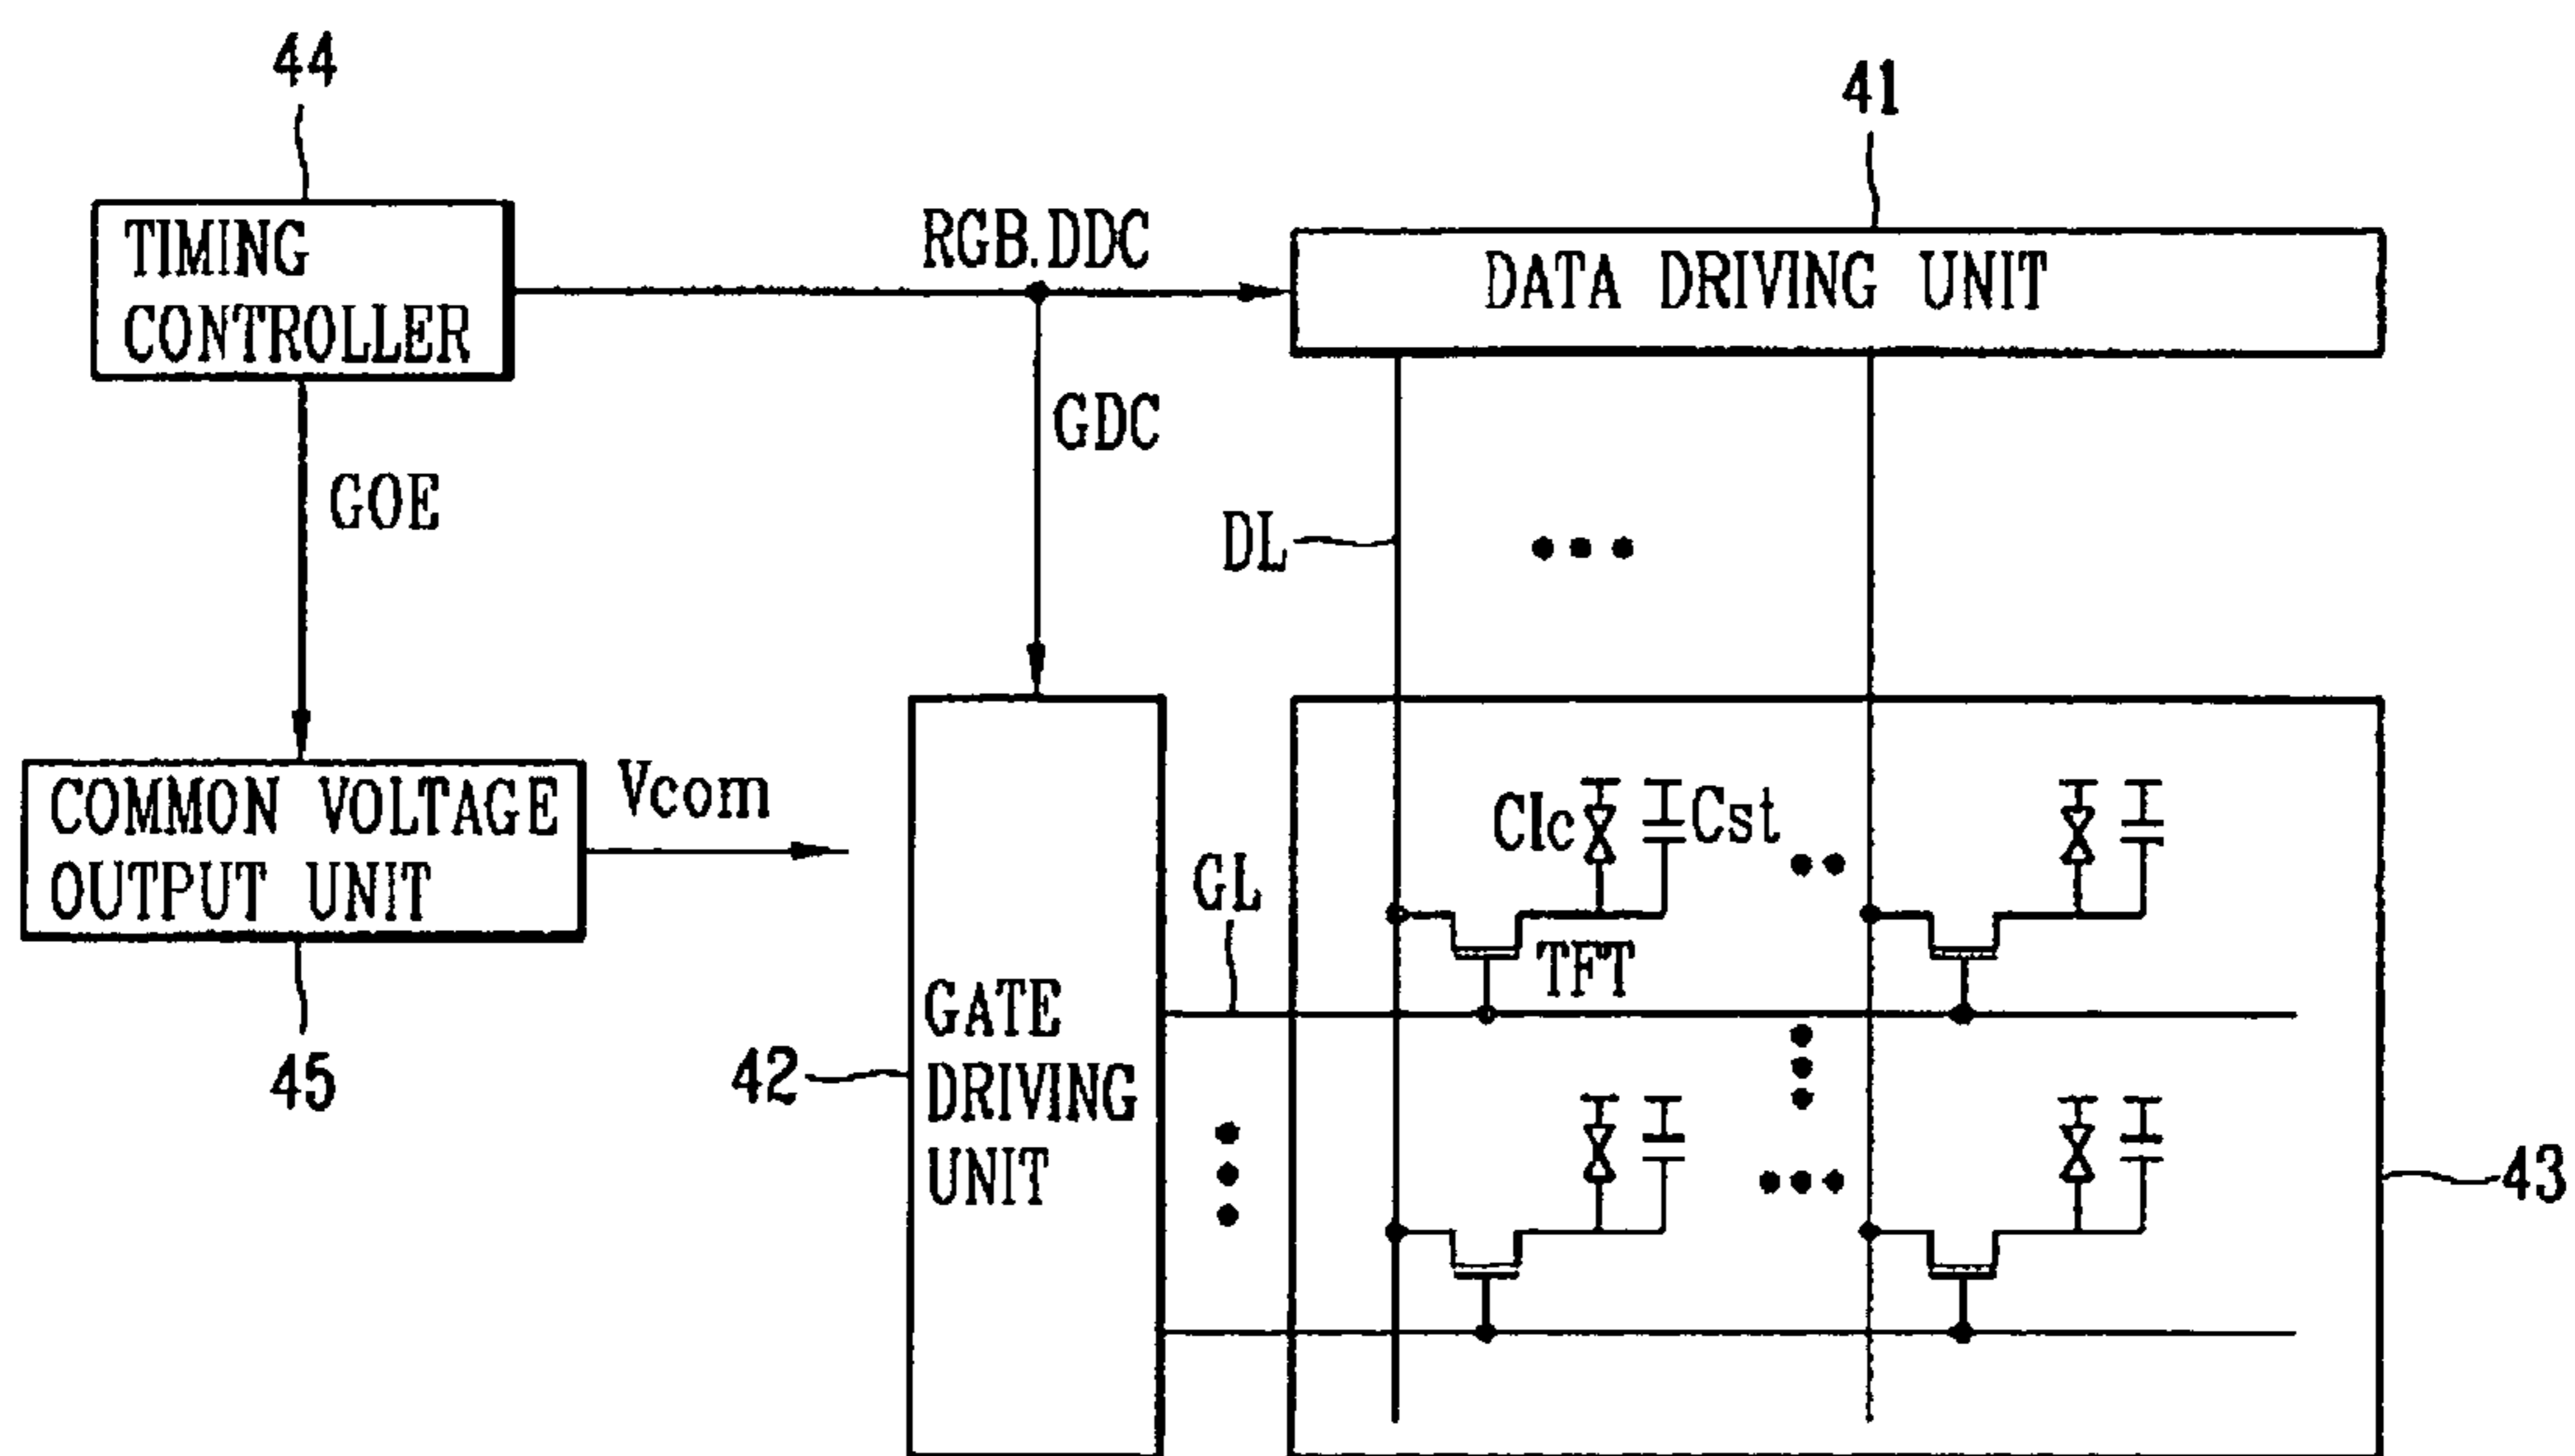 44
41
TIMING
CONTROLLER
RGB.DDC
DATA DRIVING UNIT
GDC
GOE
DL
COMMON VOLTAGE
OUTPUT UNIT
Vcom
Clc
Cst
GL
TFT
GATE
DRIVING
UNIT
42
45
43